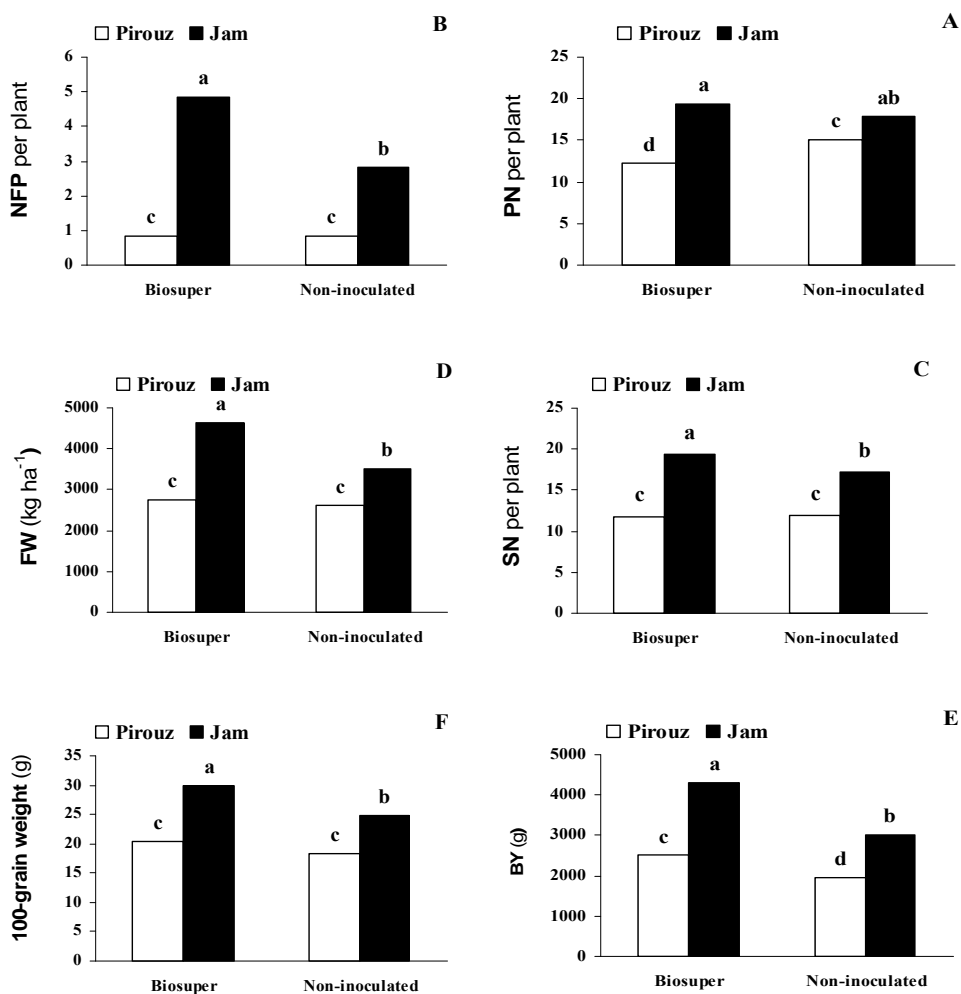 B
Pirouz Jam
NFP per plant
6
5
4
3
2
1
0
a
b
c
c
Biosuper Non-inoculated
A
Pirouz Jam
PN per plant
25
20
15
10
5
0
a
ab
c
d
Biosuper Non-inoculated
D
Pirouz Jam
FW (kg ha-1)
5000
4000
3000
2000
1000
0
a
b
c
c
Biosuper Non-inoculated
C
Pirouz Jam
SN per plant
25
20
15
10
5
0
a
b
c
c
Biosuper Non-inoculated
F
Pirouz Jam
100-grain weight (g)
35
30
25
20
15
10
5
0
a
b
c
c
Biosuper Non-inoculated
E
Pirouz Jam
BY (g)
5000
4000
3000
2000
1000
0
a
b
c
d
Biosuper Non-inoculated